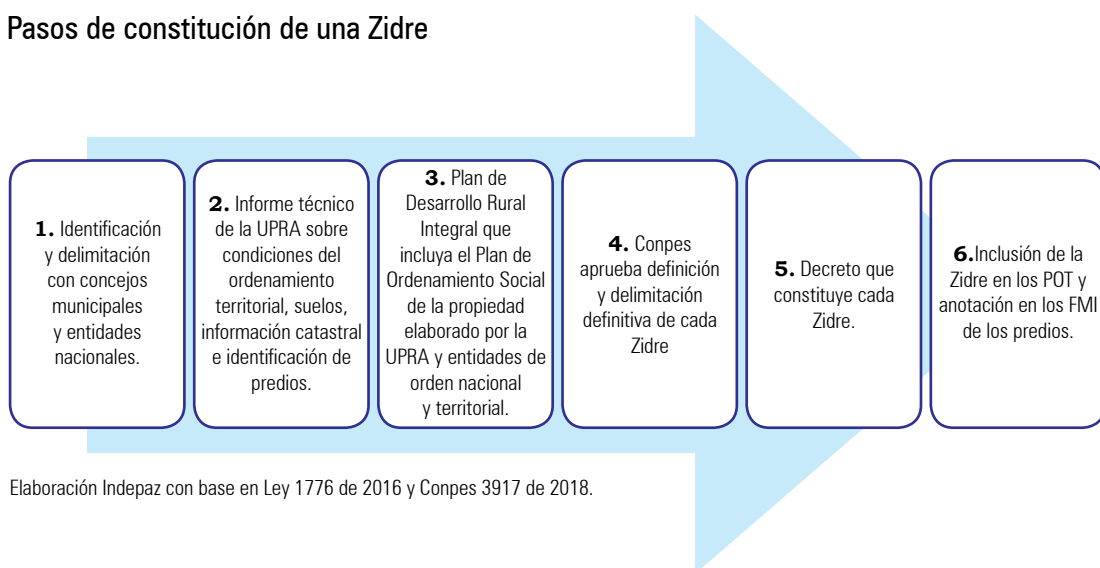 Pasos de constitución de una Zidre
1. Identificación
y delimitación
con concejos
municipales
y entidades
nacionales.
2. Informe técnico
de la UPRA sobre
condiciones del
ordenamiento
territorial, suelos,
información catastral
e identificación de
predios.
3. Plan de
Desarrollo Rural
Integral que
incluya el Plan de
Ordenamiento Social
de la propiedad
elaborado por la
UPRA y entidades de
orden nacional
y territorial.
4. Conpes
aprueba definición
y delimitación
definitiva de cada
Zidre
5. Decreto que
constituye cada
Zidre.
6.Inclusión de la
Zidre en los POT y
anotación en los FMI
de los predios.
Elaboración Indepaz con base en Ley 1776 de 2016 y Conpes 3917 de 2018.